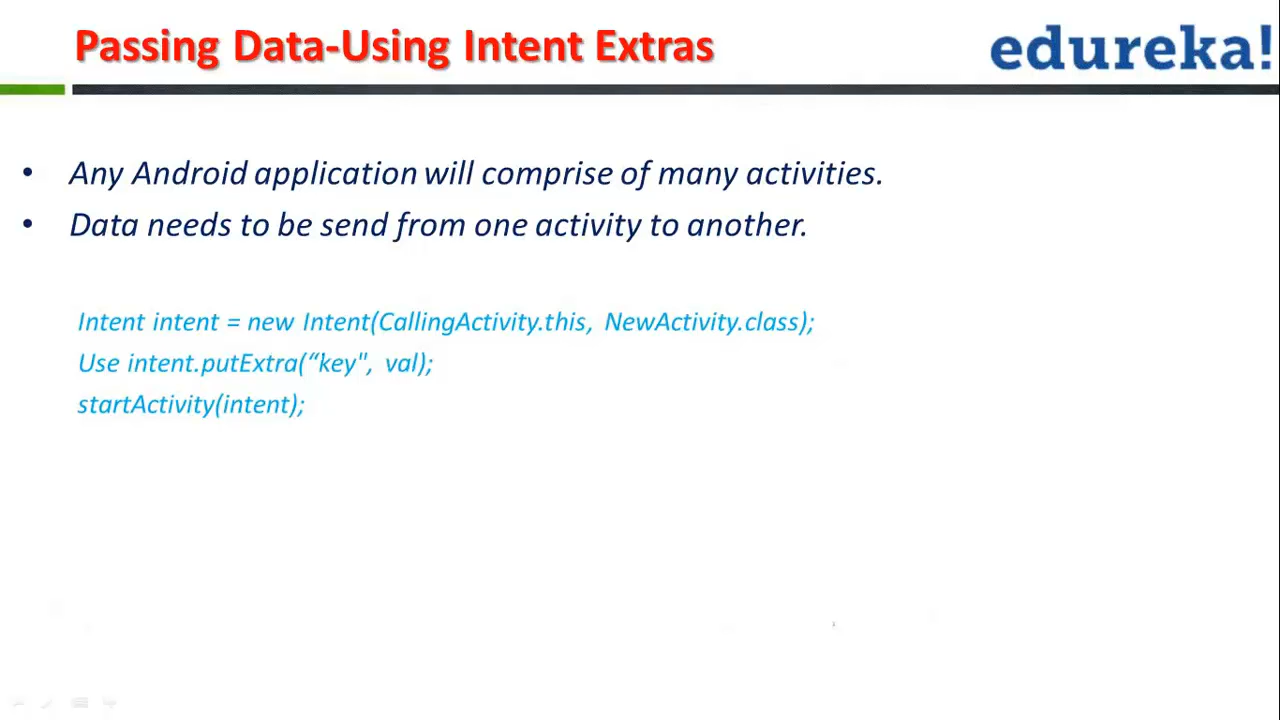 Passing Data-Using Intent Extras
edureka!
• Any Android application will comprise of many activities.
• Data needs to be send from one activity to another.
Intent intent = new Intent(CallingActivity.this, NewActivity.class);
Use intent.putExtra(“key", val);
startActivity(intent);